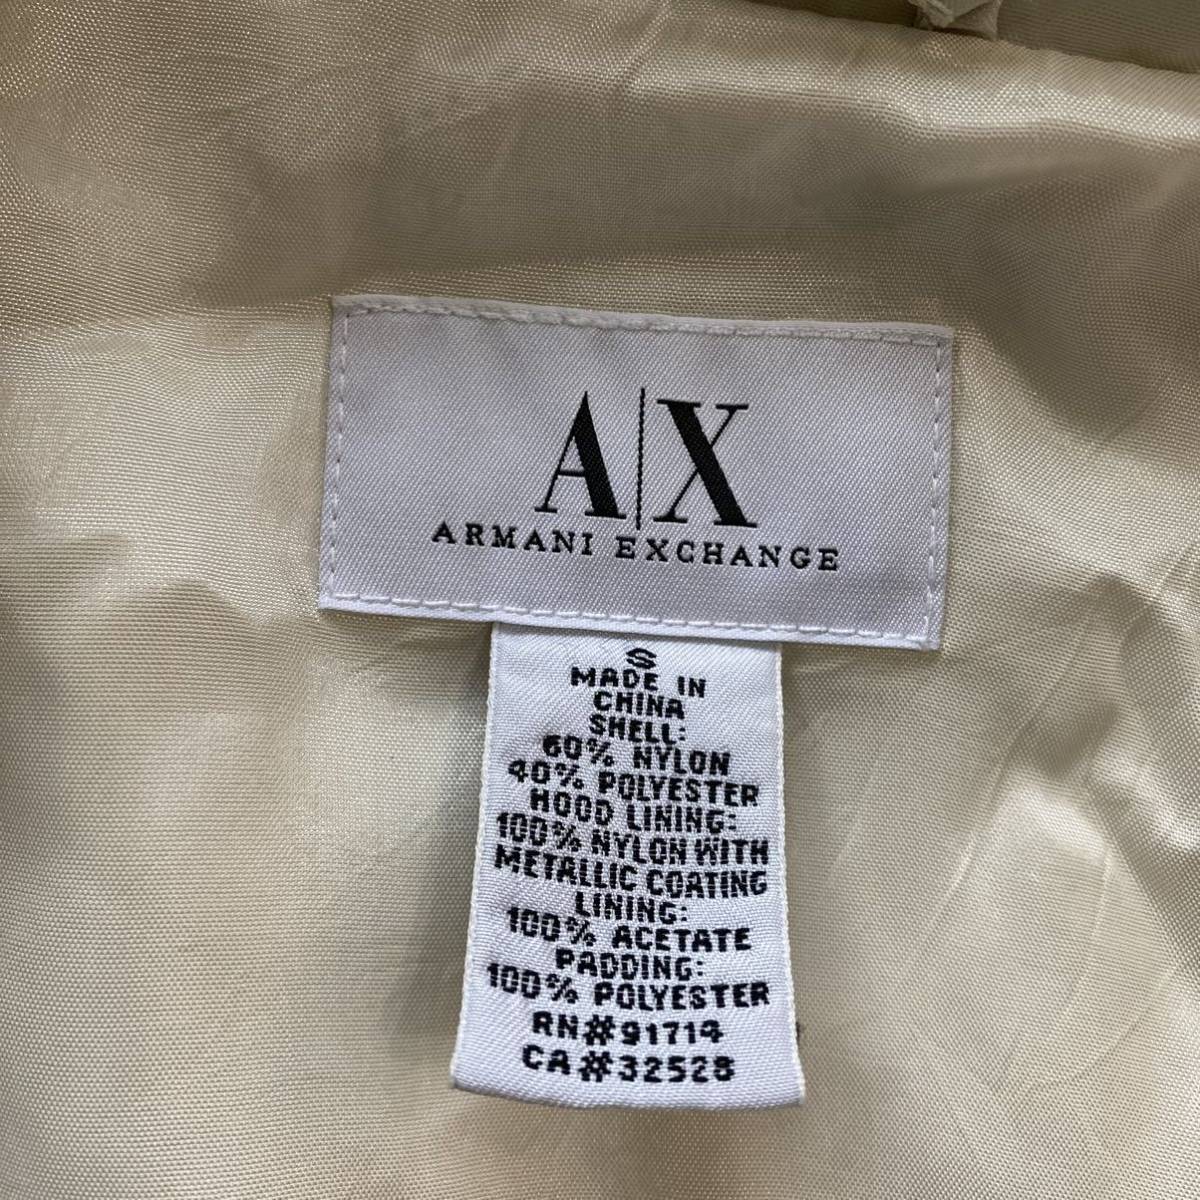 A|X
ARMANI EXCHANGE
S
MADE IN
CHINA
SHELL:
60% NYLON
40% POLYESTER
HOOD LINING:
100% NYLON WITH
METALLIC COATING
LINING:
100% ACETATE
PADDING:
100% POLYESTER
RN#91714
CA#32528